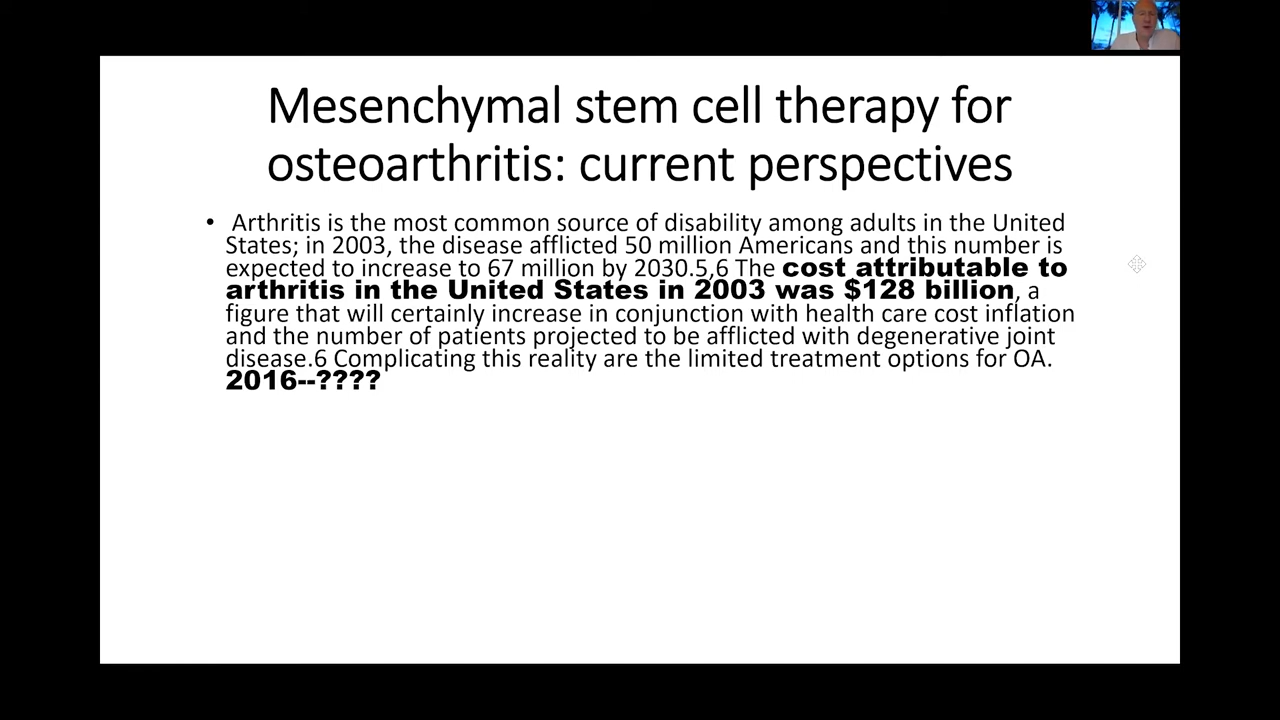 Mesenchymal stem cell therapy for
osteoarthritis: current perspectives
• Arthritis is the most common source of disability among adults in the United
States; in 2003, the disease afflicted 50 million Americans and this number is
expected to increase to 67 million by 2030.5,6 The cost attributable to
arthritis in the United States in 2003 was $128 billion, a
figure that will certainly increase in conjunction with health care cost inflation
and the number of patients projected to be afflicted with degenerative joint
disease.6 Complicating this reality are the limited treatment options for OA.
2016--????